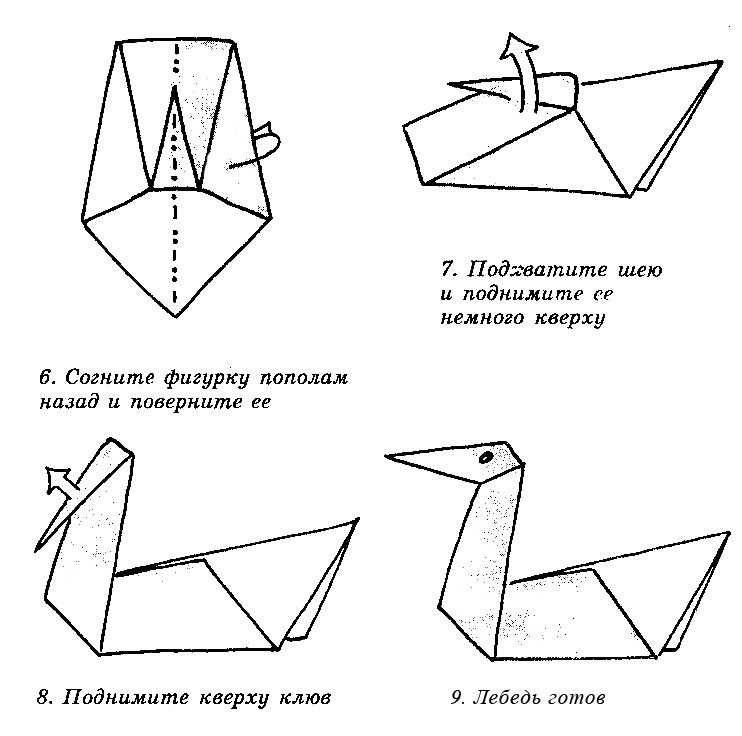 7. Подхватите шею
и поднимите ее
немного кверху
6. Согните фигурку пополам
назад и поверните ее
8. Поднимите кверху клюв
9. Лебедь готов